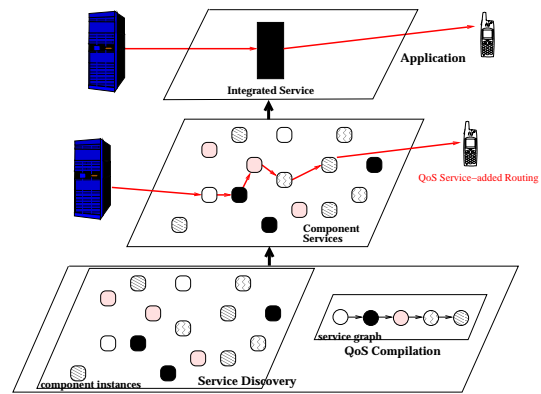 Application
Integrated Service
QoS Service-added Routing
Component
Services
service graph
QoS Compilation
component instances
Service Discovery